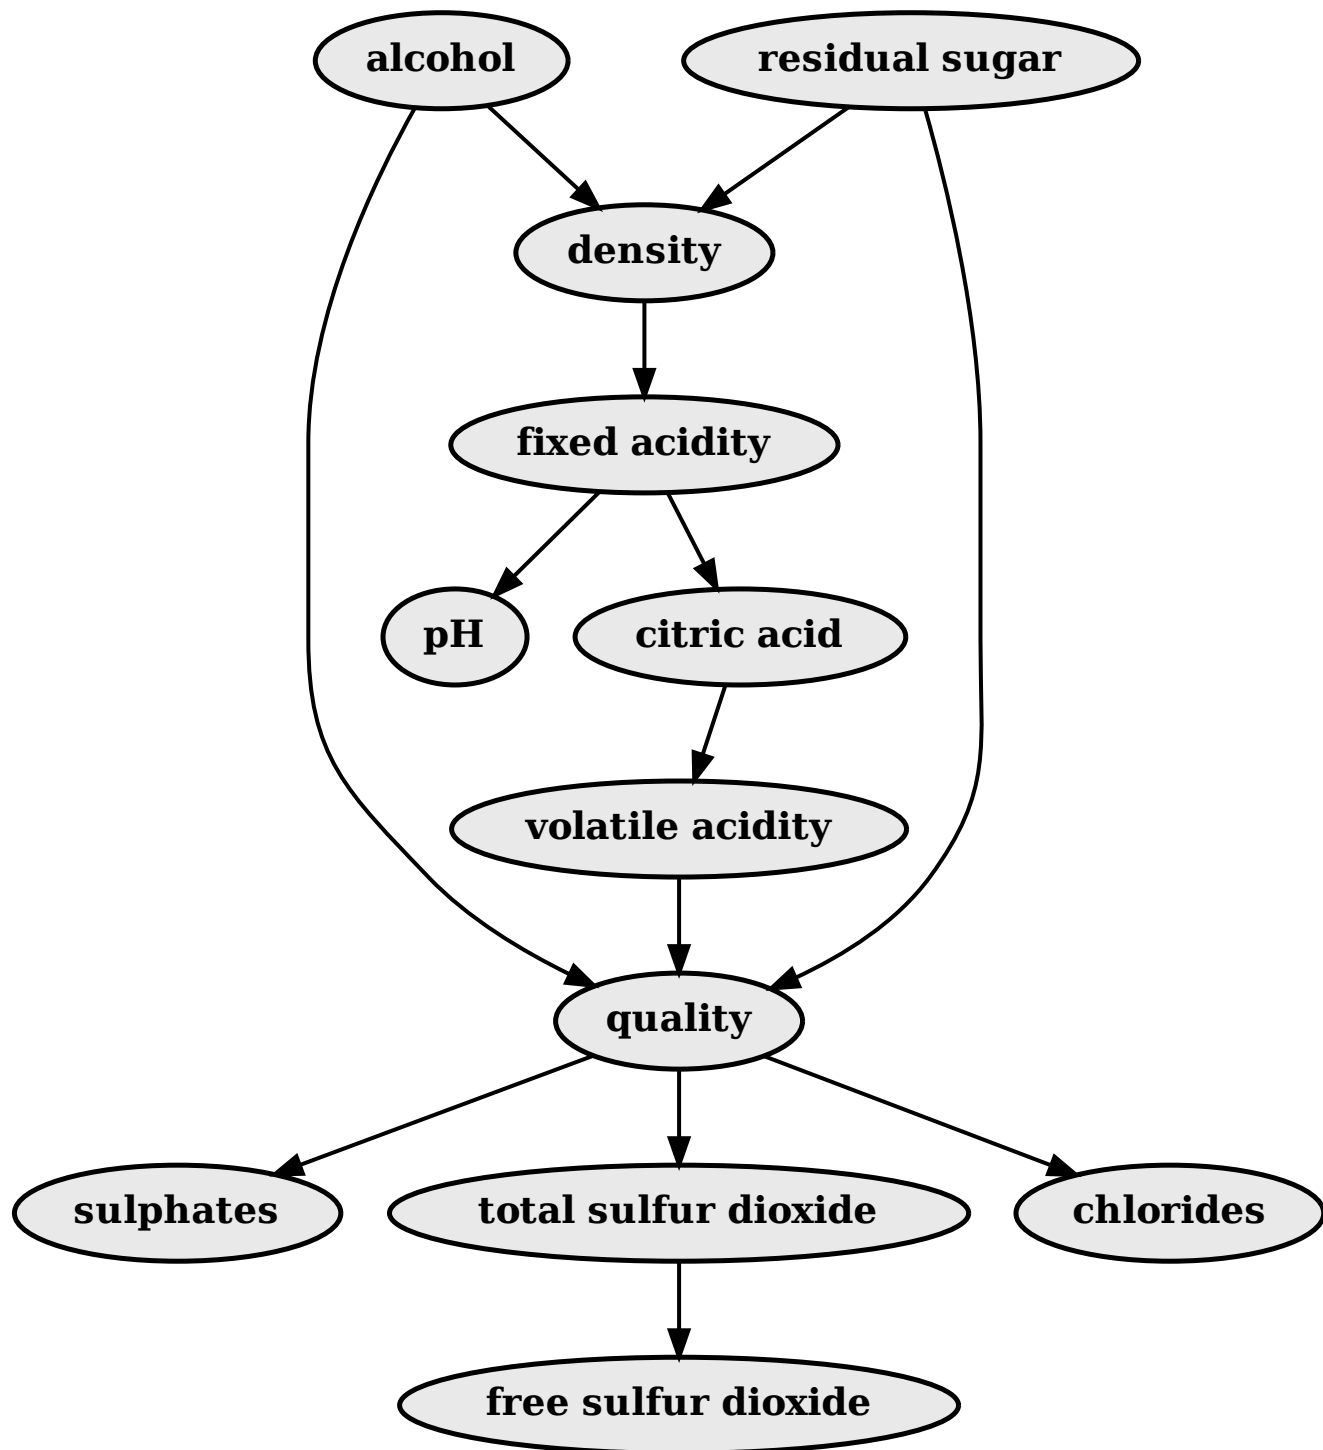 alcohol
residual sugar
density
fixed acidity
pH
citric acid
volatile acidity
quality
sulphates
total sulfur dioxide
chlorides
free sulfur dioxide